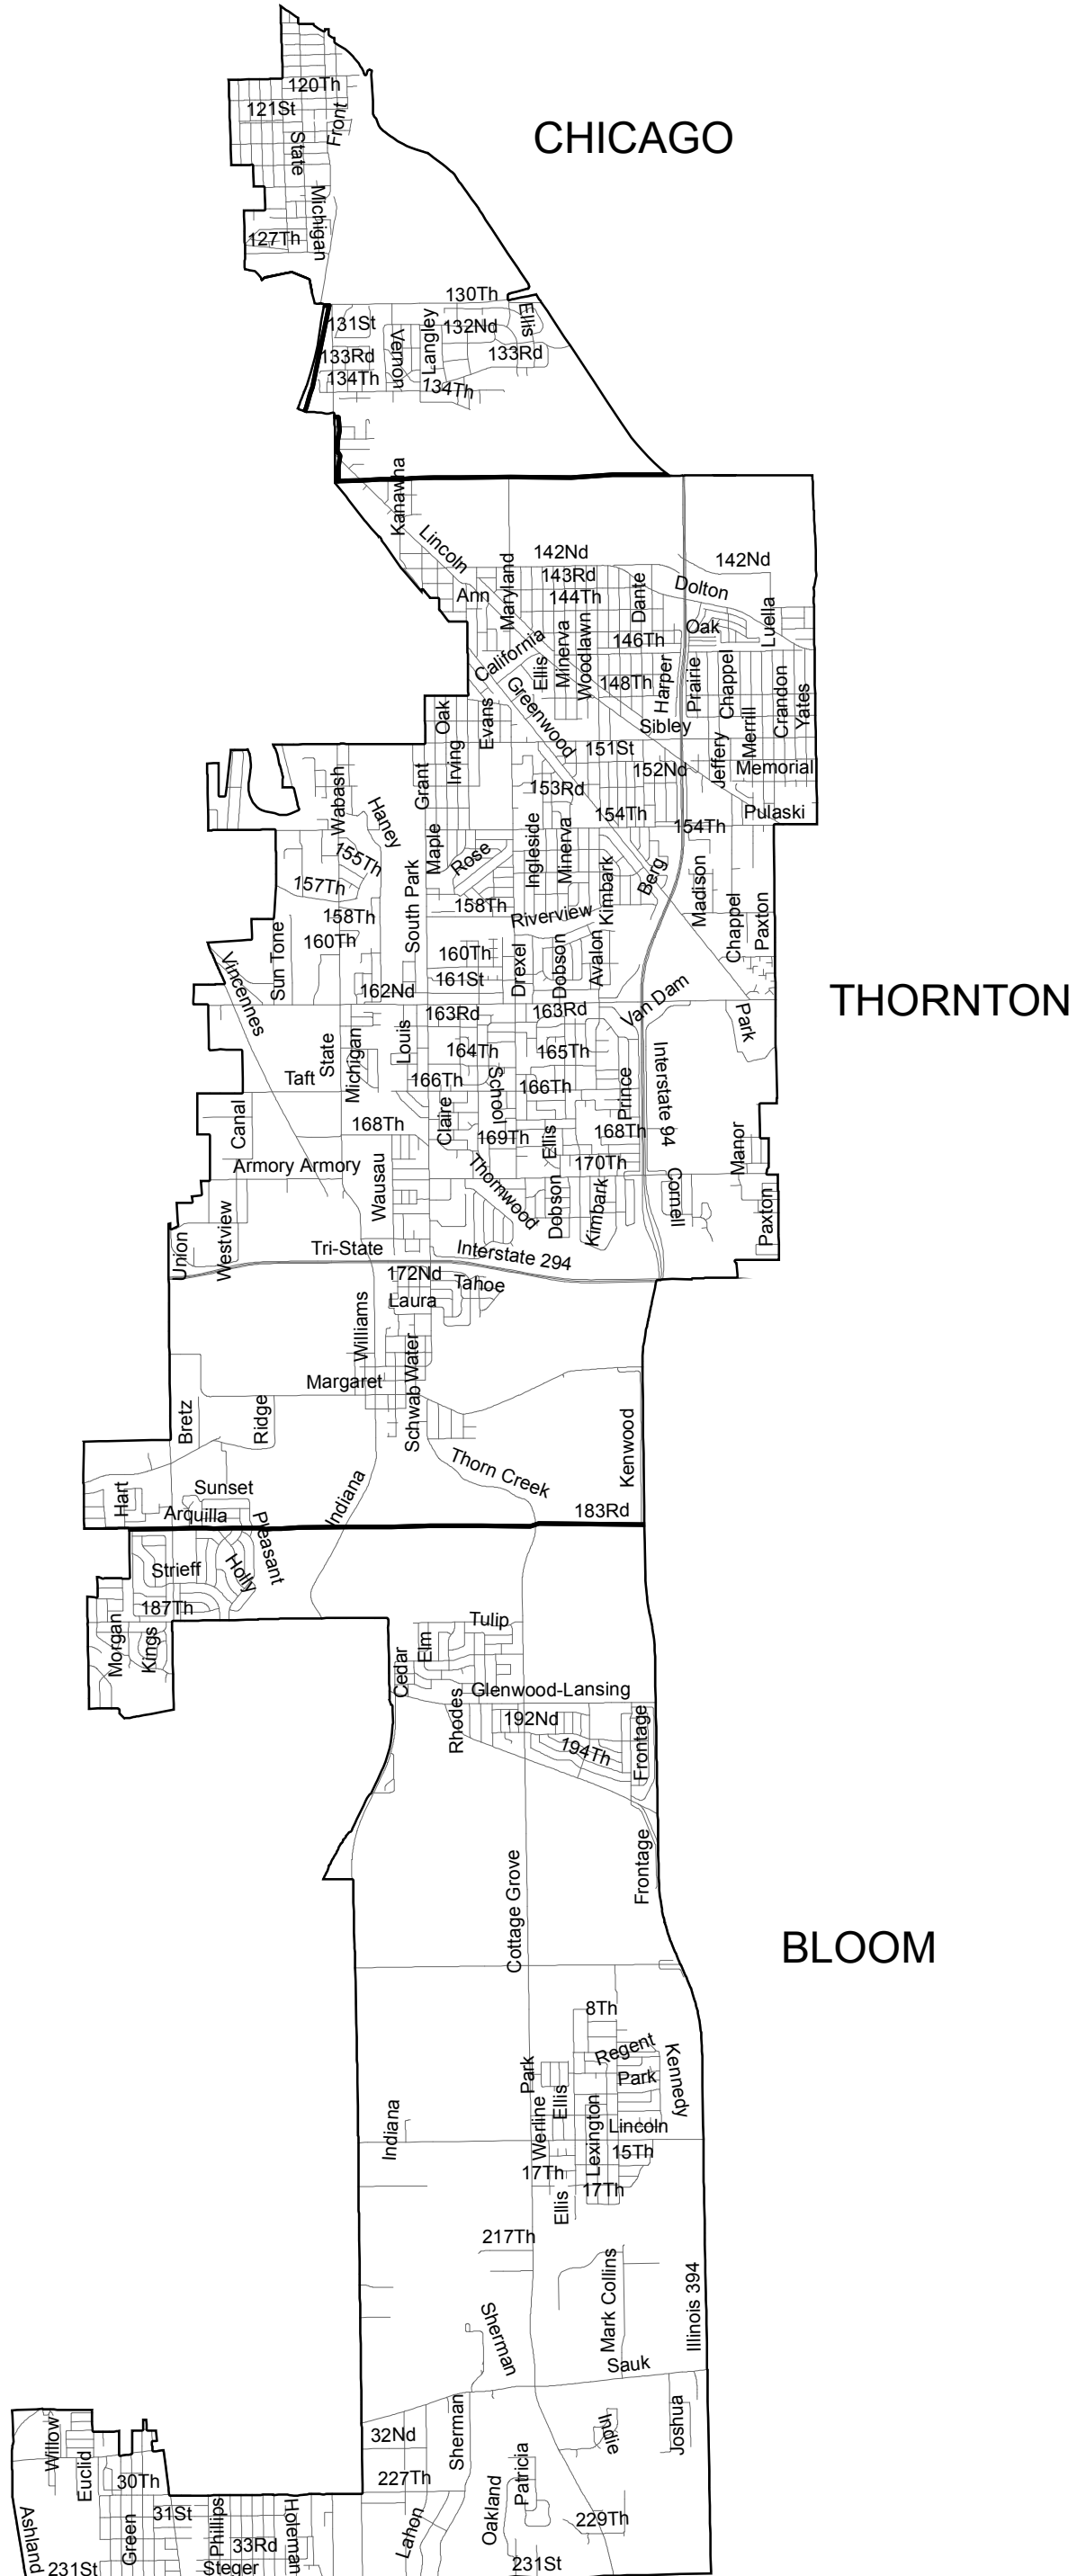 120Th
121St
Front
State
CHICAGO
Michigan
127Th
130Th
131St
Vernon
Langley
132Nd
Ellis
133Rd
133Rd
134Th
134Th
Kanawha
Lincoln
142Nd
142Nd
Maryland
143Rd
Dante
Dolton
Ann
144Th
Luella
Oak
California
Ellis
Minerva
Woodlawn
146Th
Harper
Prairie
Chappel
148Th
Crandon
Yates
Oak
Evans
Greenwood
Sibley
Merrill
Irving
151St
Jeffery
Grant
152Nd
Memorial
Wabash
Haney
153Rd
154Th
Pulaski
154Th
Maple
Rose
155Th
Ingleside
Minerva
Kimbark
Berg
Madison
157Th
South Park
158Th
158Th
Riverview
Chappel
Paxton
Sun Tone
160Th
160Th
Drexel
Dobson
Avalon
Vincennes
161St
162Nd
Van Dam
THORNTON
163Rd
163Rd
Park
State
Michigan
Louis
164Th
165Th
Interstate 94
Taft
166Th
School
166Th
Prince
Canal
168Th
Claire
169Th
Ellis
168Th
Manor
Armory Armory
Wausau
Thornwood
170Th
Dobson
Kimbark
Cornell
Paxton
Union
Westview
Tri-State
Interstate 294
172Nd
Tahoe
Laura
Williams
Water
Margaret
Schwab
Bretz
Ridge
Kenwood
Thorn Creek
Hart
Sunset
Indiana
183Rd
Arquilla
Pleasant
Strieff
Holly
187Th
Morgan
Kings
Tulip
Elm
Cedar
Glenwood-Lansing
Rhodes
192Nd
194Th
Frontage
Frontage
Cottage Grove
BLOOM
8Th
Regent
Kennedy
Park
Park
Ellis
Indiana
Werline
Lexington
Lincoln
15Th
17Th
17Th
Ellis
217Th
Mark Collins
Illinois 394
Sherman
Sauk
Willow
Euclid
32Nd
Sherman
Indie
Joshua
30Th
227Th
Patricia
Ashland
Green
31St
Phillips
Holeman
Lahon
Oakland
229Th
33Rd
231St
Steger
231St